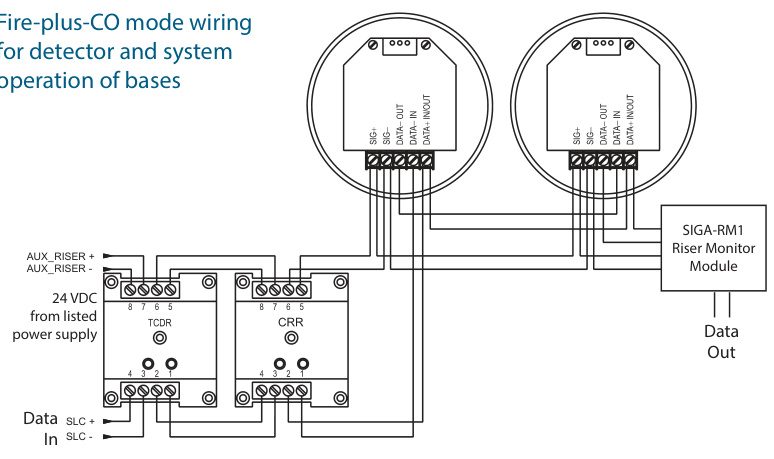 Fire-plus-CO mode wiring
for detector and system
operation of bases
SIG+
SIG–
DATA– OUT
DATA– IN
DATA+ IN/OUT
SIG+
SIG–
DATA– OUT
DATA– IN
DATA+ IN/OUT
SIGA-RM1
Riser Monitor
Module
Data
Out
AUX_RISER +
AUX_RISER -
24 VDC
from listed
power supply
8 7 6 5
TCDR
4 3 2 1
8 7 6 5
CRR
4 3 2 1
Data SLC +
In SLC -